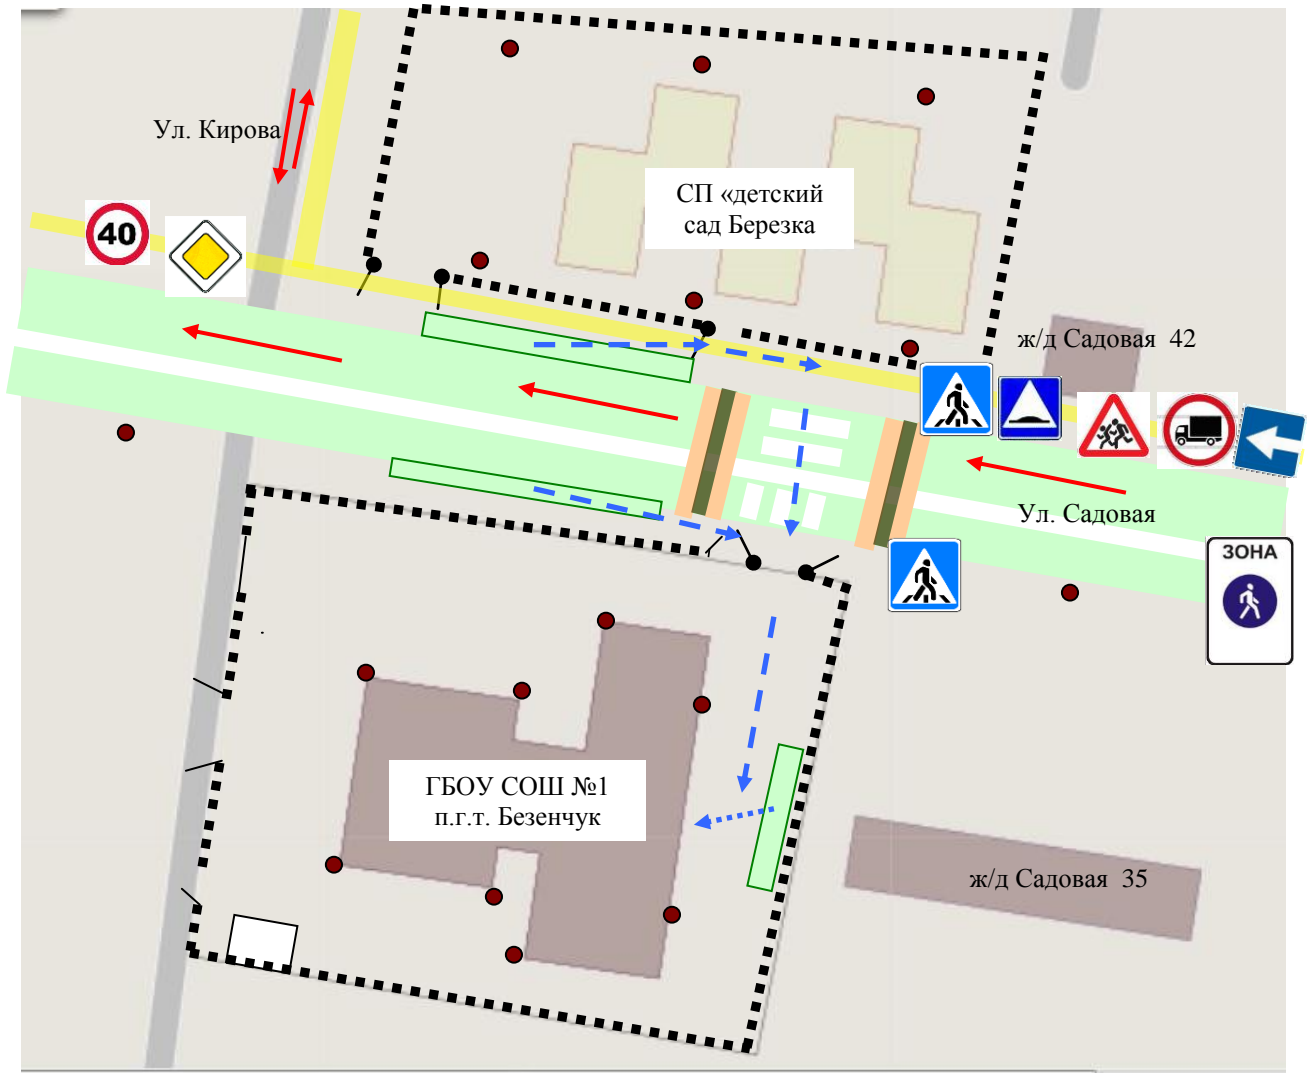 Ул. Кирова
СП «детский
сад Березка
40
ж/д Садовая 42
Ул. Садовая
ЗОНА
ГБОУ СОШ №1
п.г.т. Безенчук
ж/д Садовая 35